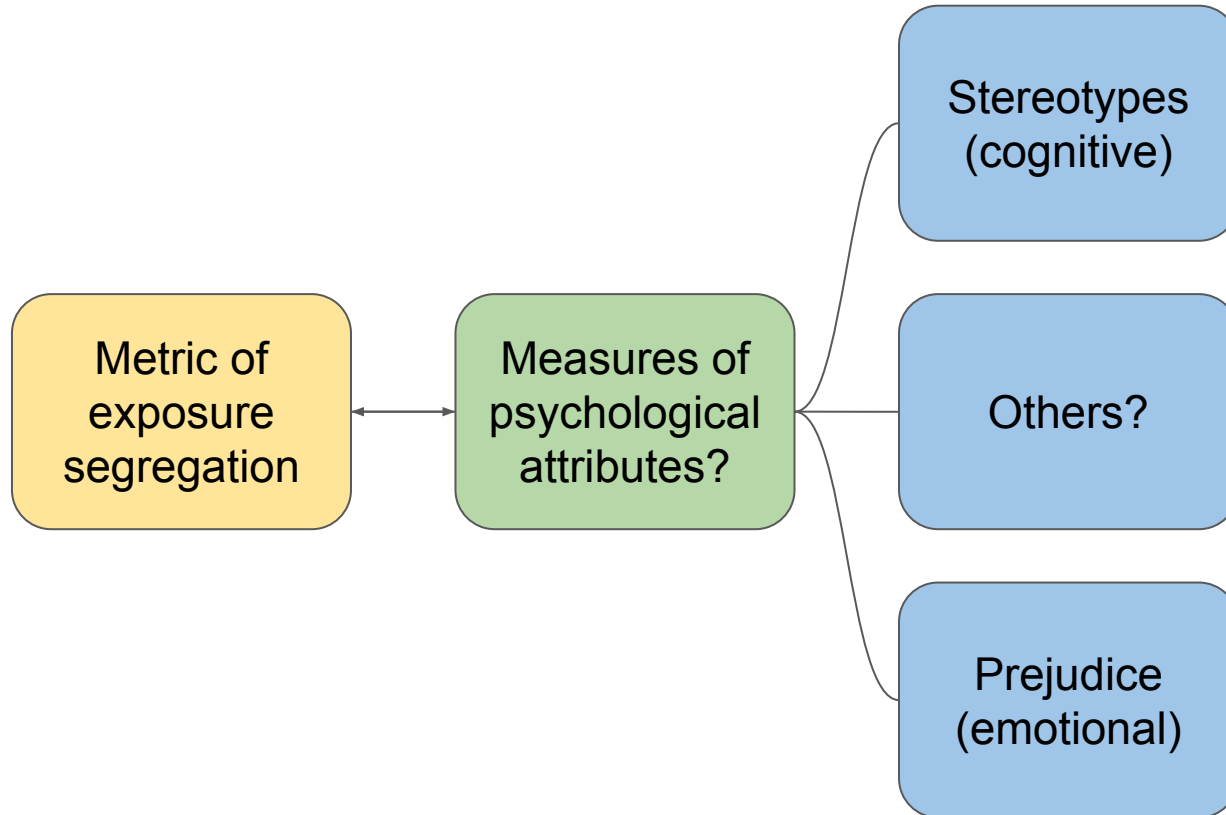 Metric of
exposure
segregation
Measures of
psychological
attributes?
Stereotypes
(cognitive)
Others?
Prejudice
(emotional)